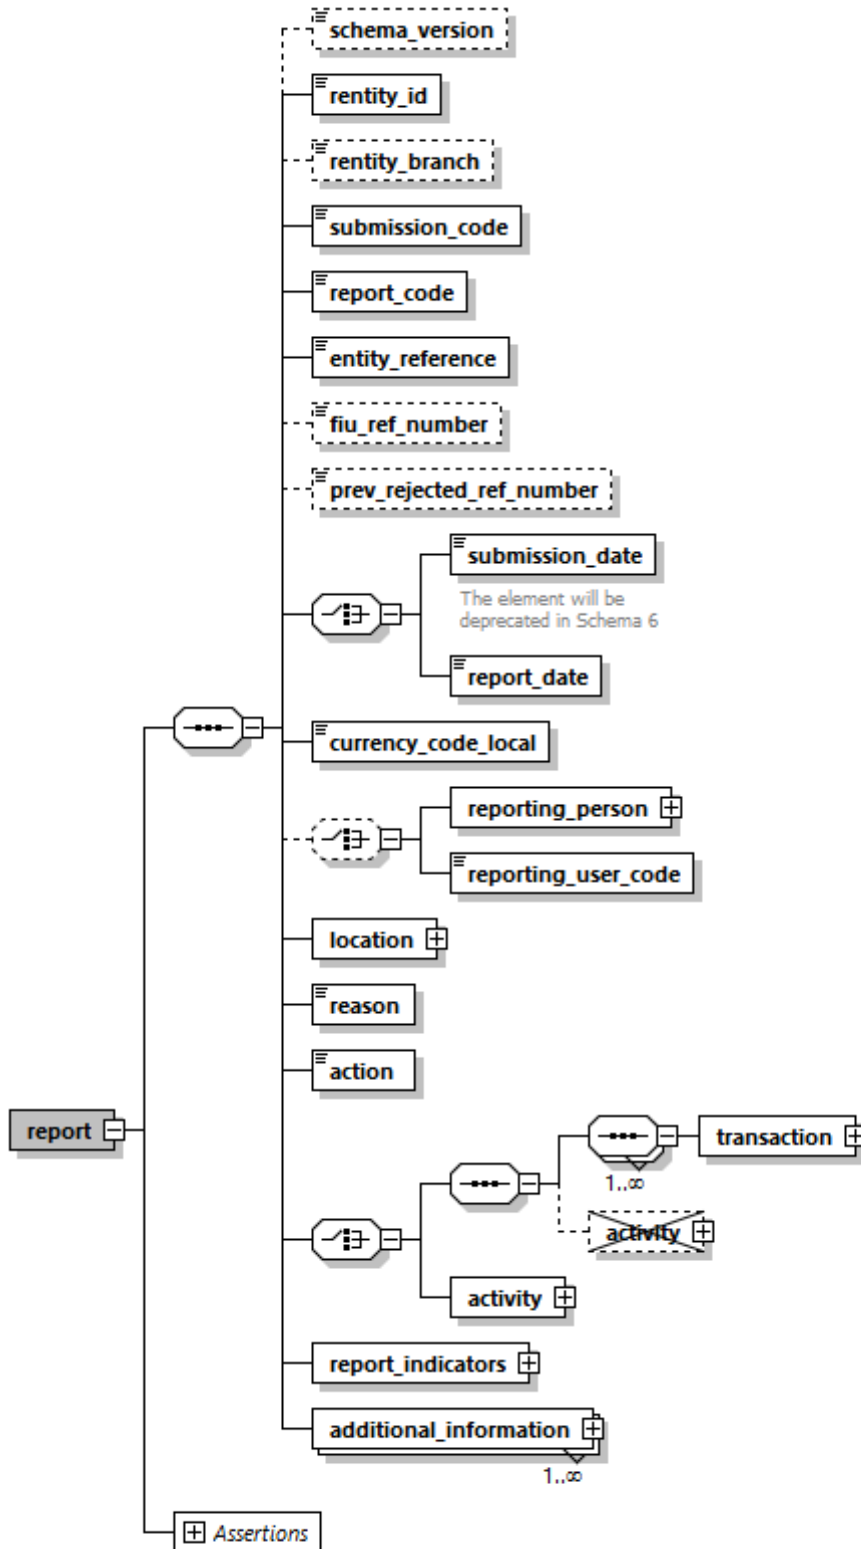 schema_version
rentity_id
rentity_branch
submission_code
report_code
entity_reference
fiu_ref_number
prev_rejected_ref_number
submission_date
The element will be
deprecated in Schema 6
report_date
currency_code_local
reporting_person
reporting_user_code
location
reason
action
report
transaction
1..∞
activity
activity
report_indicators
additional_information
1..∞
Assertions